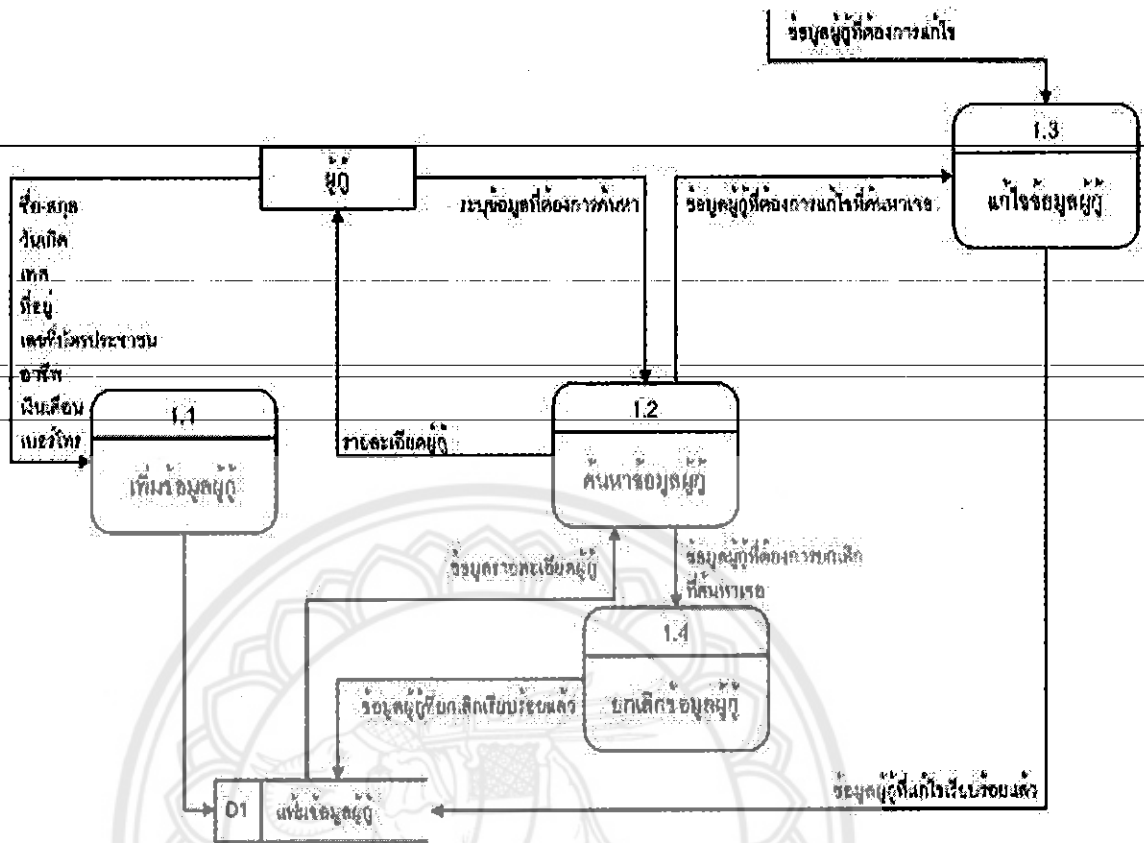 ข้อมูลผู้กู้ที่ต้องการแก้ไข
1.3
แก้ไขข้อมูลผู้กู้
ผู้กู้
ระบุข้อมูลที่ต้องการค้นหา
ข้อมูลผู้กู้ที่ต้องการแก้ไขที่ค้นหาเจอ
ชื่อ-สกุล
วันเกิด
เพศ
ที่อยู่
เลขที่บัตรประชาชน
อาชีพ
เงินเดือน
เบอร์โทร
1.1
เพิ่มข้อมูลผู้กู้
รายละเอียดผู้กู้
1.2
ค้นหาข้อมูลผู้กู้
ข้อมูลรายละเอียดผู้กู้
ข้อมูลผู้กู้ที่ต้องการยกเลิก
ที่ค้นหาเจอ
1.4
ยกเลิกข้อมูลผู้กู้
ข้อมูลผู้กู้ที่ยกเลิกเรียบร้อยแล้ว
D1
แฟ้มข้อมูลผู้กู้
ข้อมูลผู้กู้ที่แก้ไขเรียบร้อยแล้ว